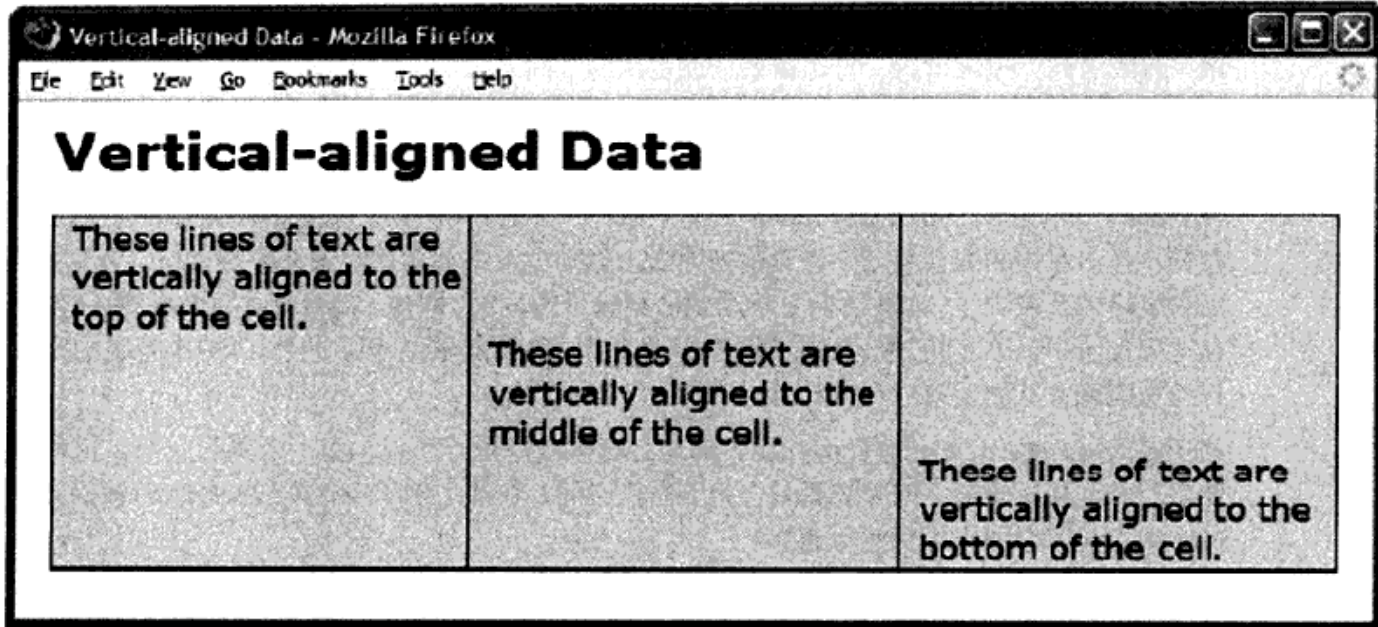 Vertical-aligned Data - Mozilla Firefox
File Edit View Go Bookmarks Tools Help
Vertical-aligned Data
These lines of text are
vertically aligned to the
top of the cell.
These lines of text are
vertically aligned to the
middle of the cell.
These lines of text are
vertically aligned to the
bottom of the cell.